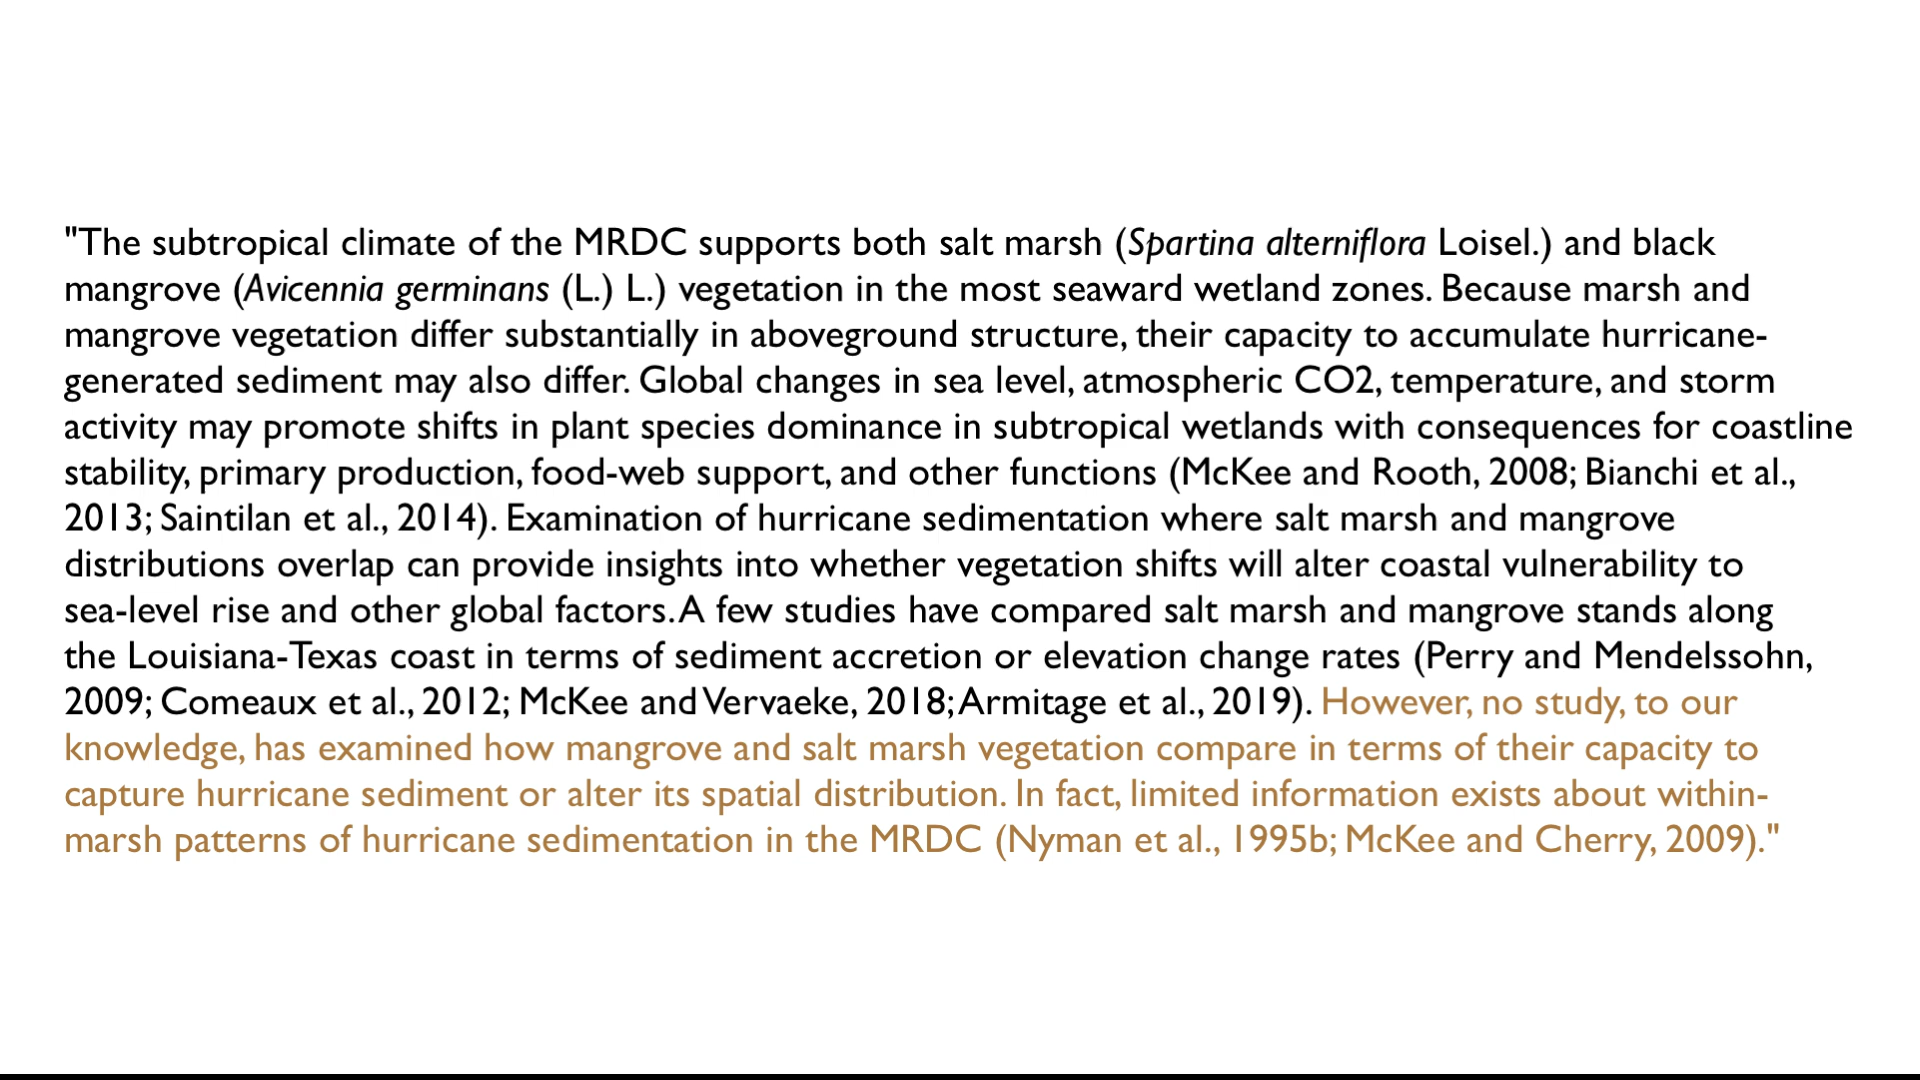 "The subtropical climate of the MRDC supports both salt marsh (Spartina alterniflora Loisel.) and black
mangrove (Avicennia germinans (L.) L.) vegetation in the most seaward wetland zones. Because marsh and
mangrove vegetation differ substantially in aboveground structure, their capacity to accumulate hurricane-
generated sediment may also differ. Global changes in sea level, atmospheric CO2, temperature, and storm
activity may promote shifts in plant species dominance in subtropical wetlands with consequences for coastline
stability, primary production, food-web support, and other functions (McKee and Rooth, 2008; Bianchi et al.,
2013; Saintilan et al., 2014). Examination of hurricane sedimentation where salt marsh and mangrove
distributions overlap can provide insights into whether vegetation shifts will alter coastal vulnerability to
sea-level rise and other global factors. A few studies have compared salt marsh and mangrove stands along
the Louisiana-Texas coast in terms of sediment accretion or elevation change rates (Perry and Mendelssohn,
2009; Comeaux et al., 2012; McKee and Vervaeke, 2018; Armitage et al., 2019). However, no study, to our
knowledge, has examined how mangrove and salt marsh vegetation compare in terms of their capacity to
capture hurricane sediment or alter its spatial distribution. In fact, limited information exists about within-
marsh patterns of hurricane sedimentation in the MRDC (Nyman et al., 1995b; McKee and Cherry, 2009)."